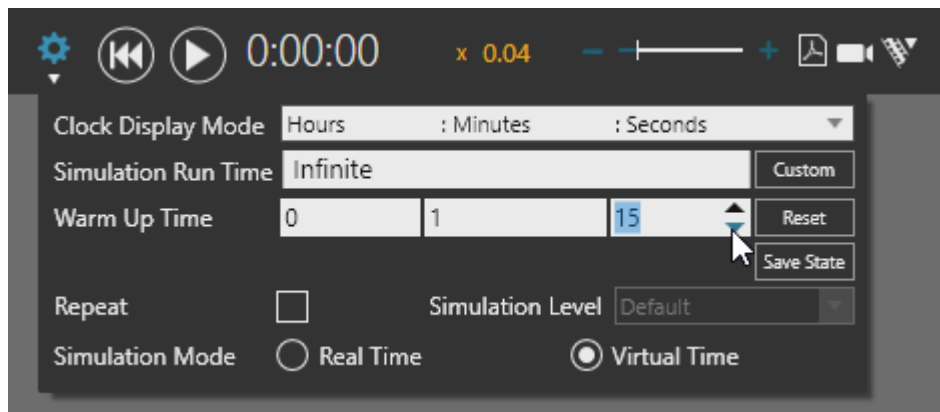 0:00:00 x 0.04
Clock Display Mode Hours : Minutes : Seconds
Simulation Run Time Infinite Custom
Warm Up Time 0 1 15 Reset
Save State
Repeat Simulation Level Default
Simulation Mode Real Time Virtual Time